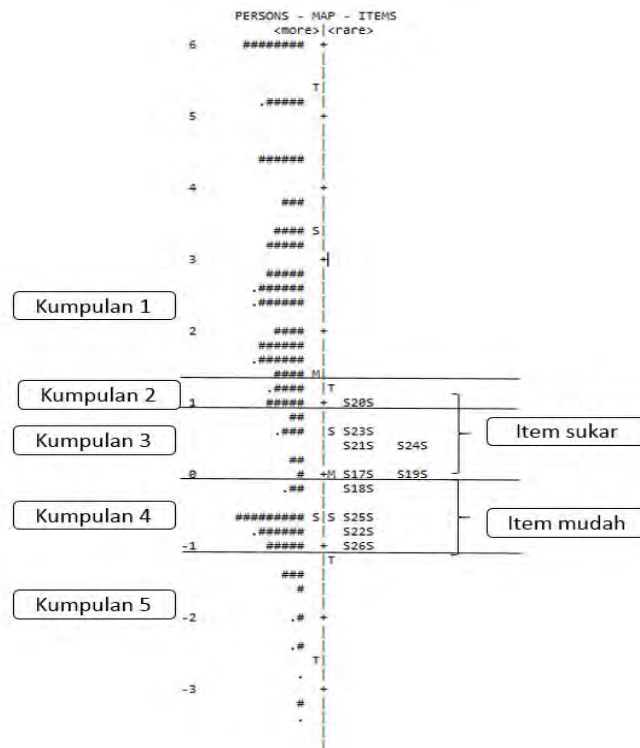 PERSONS - MAP - ITEMS
<more>|<rare>
6 ######## +
|
|
T|
.##### |
5 +
|
|
###### |
|
4 +
### |
|
#### S|
##### |
3 +|
##### |
.###### |
Kumpulan 1 .###### |
|
2 #### +
###### |
.###### |
#### M|
Kumpulan 2 .#### |T
1 ##### + S20S
## |
Kumpulan 3 .### |S S23S Item sukar
| S21S S24S
## |
0 # +M S17S S19S
.## | S18S
|
Kumpulan 4 ######### S|S S25S Item mudah
.###### | S22S
-1 ##### + S26S
|T
### |
Kumpulan 5 # |
|
-2 .# +
|
.# |
T|
. |
-3 +
# |
. |
|